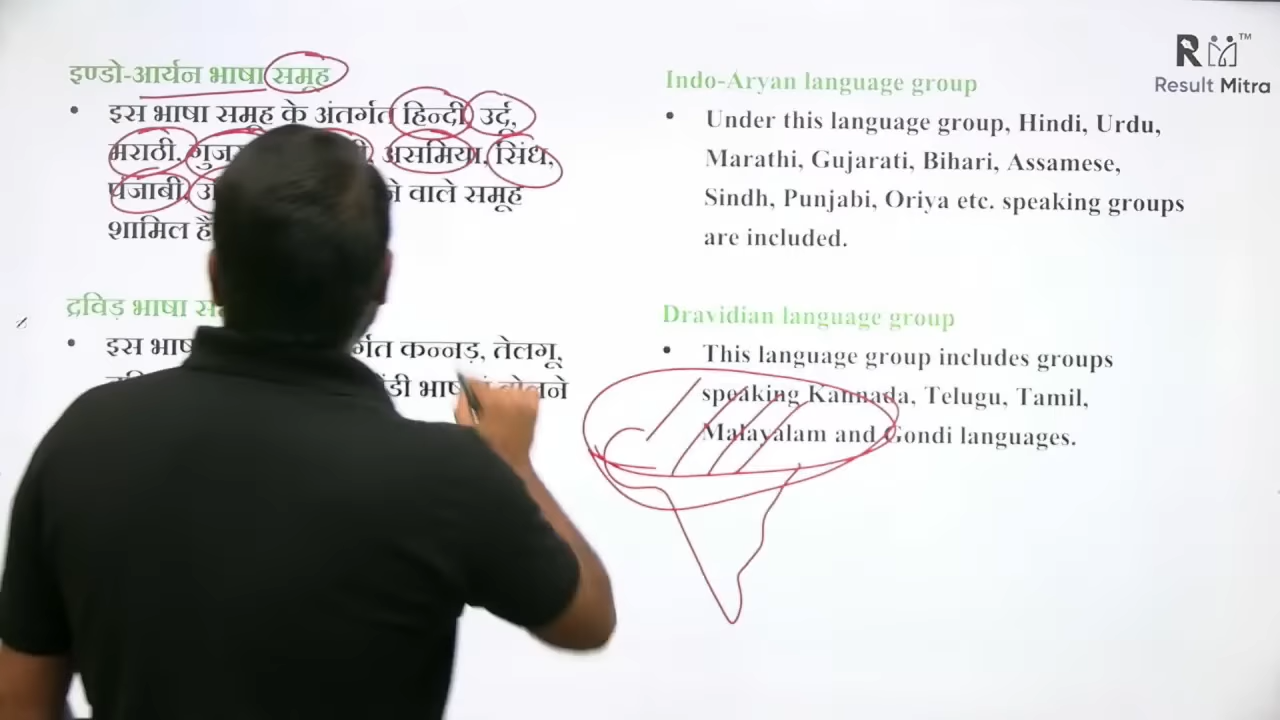 इण्डो-आर्यन भाषा समूह
• इस भाषा समूह के अंतर्गत हिन्दी, उर्दू,
मराठी, असमिया, सिंध,
पंजाबी, वाले समूह
शामिल
द्रविड़ भाषा
• इस कन्नड़, तेलगू,
Indo-Aryan language group
• Under this language group, Hindi, Urdu,
Marathi, Gujarati, Bihari, Assamese,
Sindh, Punjabi, Oriya etc. speaking groups
are included.
Dravidian language group
• This language group includes groups
speaking Kannada, Telugu, Tamil,
Malayalam and Gondi languages.
R™
Result Mitra